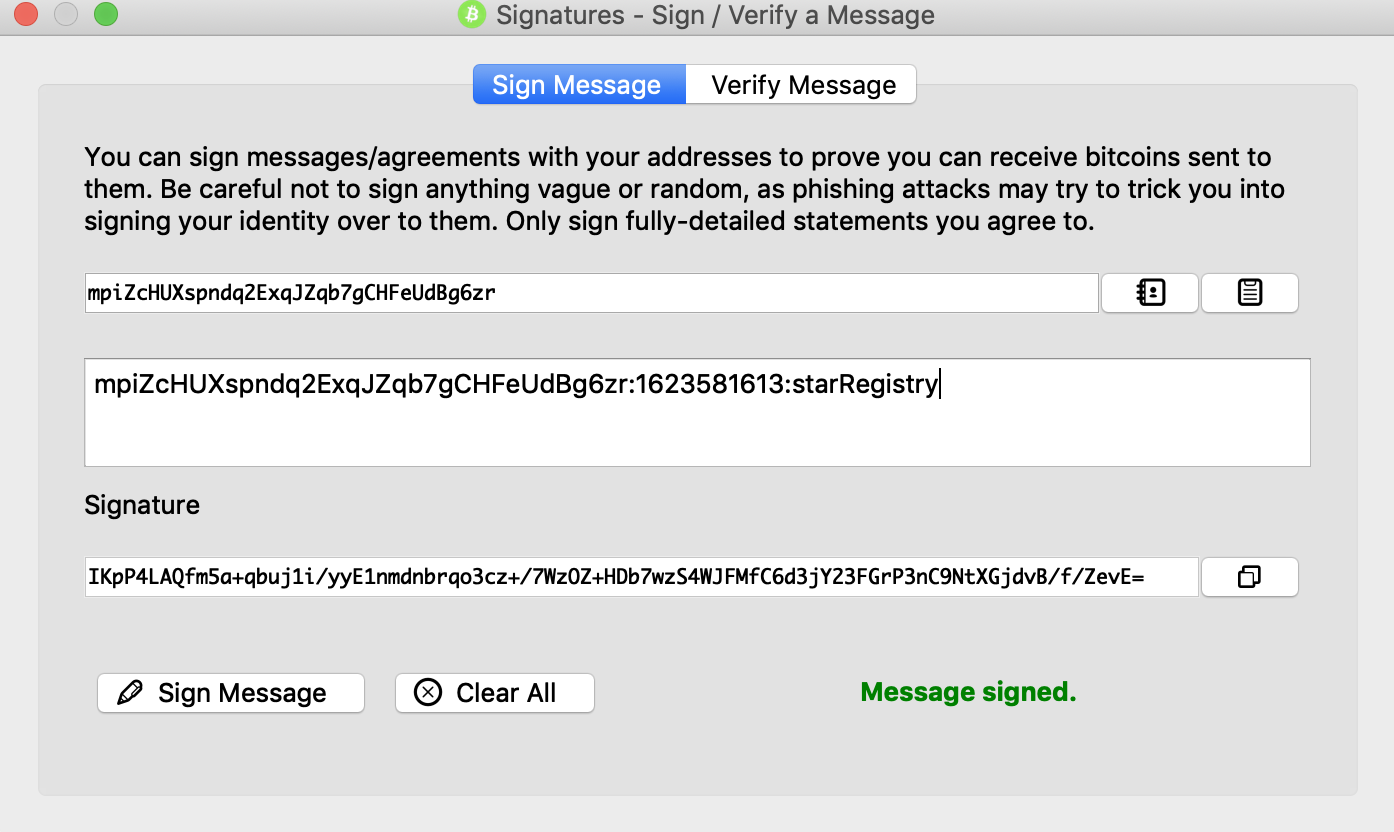 Signatures - Sign / Verify a Message
Sign Message
Verify Message
You can sign messages/agreements with your addresses to prove you can receive bitcoins sent to
them. Be careful not to sign anything vague or random, as phishing attacks may try to trick you into
signing your identity over to them. Only sign fully-detailed statements you agree to.
mpiZcHUXspndq2ExqJZqb7gCHFeUdBg6zr
mpiZcHUXspndq2ExqJZqb7gCHFeUdBg6zr:1623581613:starRegistry
Signature
IKpP4LAQfm5a+qbuj1i/yyE1nmdnbrqo3cz+/7WzOZ+HDb7wzS4WJFMfC6d3jY23FGrP3nC9NtXGjdvB/f/ZevE=
Sign Message
Clear All
Message signed.